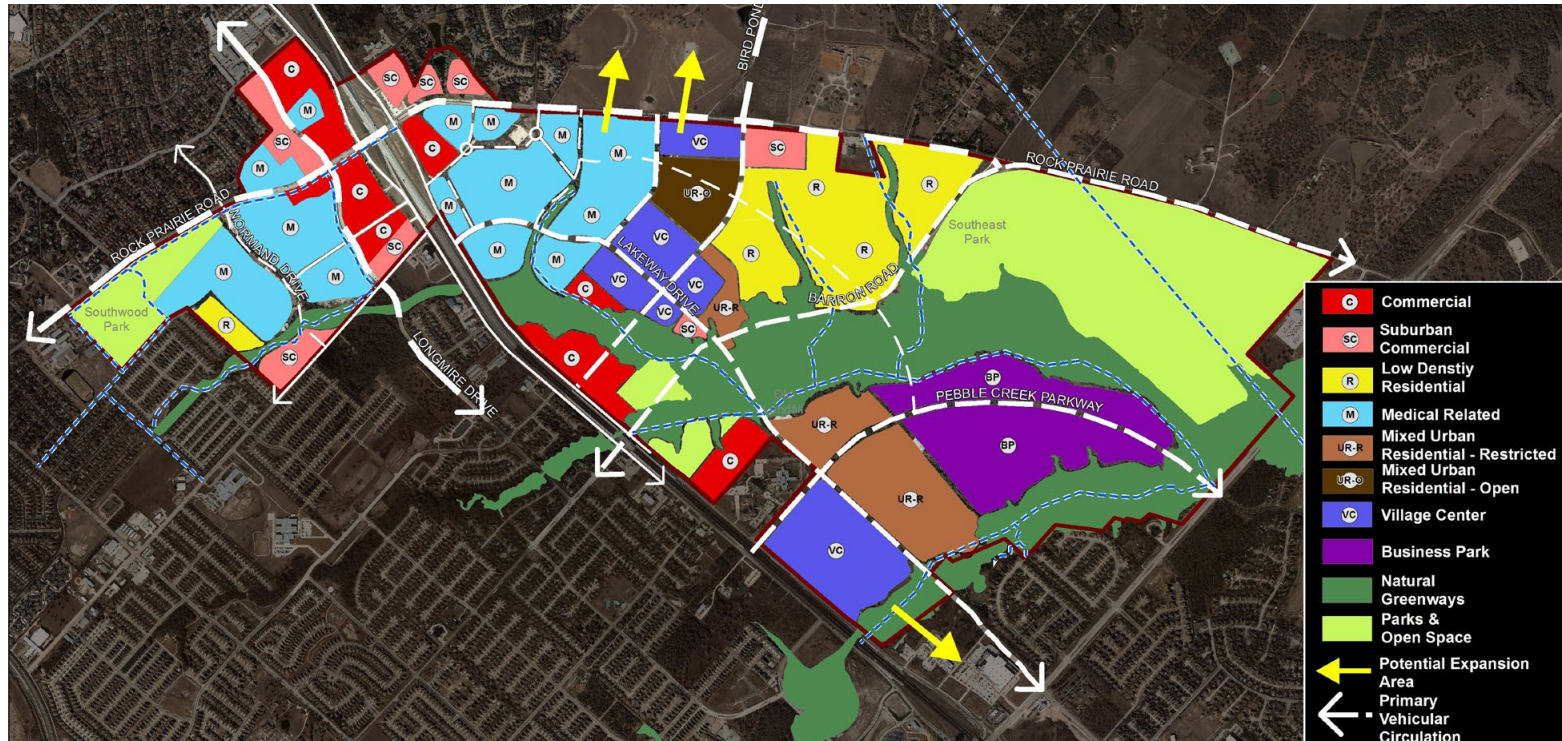 C
SC
SC
SC
M
SC
M
C
M
M
M
M
VC
SC
BIRD POND
ROCK PRAIRIE ROAD
R
R
UR-O
C
M
M
M
ROCK PRAIRIE ROAD
NORMAND DRIVE
M
C
SC
M
M
M
M
VC
LAKEWAY DRIVE
VC
VC
SC
UR-R
R
R
BARRON ROAD
Southeast
Park
Southwood
Park
R
SC
LONGMIRE DRIVE
C
C
C
BP
PEBBLE CREEK PARKWAY
BP
UR-R
UR-R
VC
C Commercial
SC Suburban
Commercial
R Low Denstiy
Residential
M Medical Related
UR-R Mixed Urban
Residential - Restricted
UR-O Mixed Urban
Residential - Open
VC Village Center
Business Park
Natural
Greenways
Parks &
Open Space
Potential Expansion
Area
Primary
Vehicular
Circulation